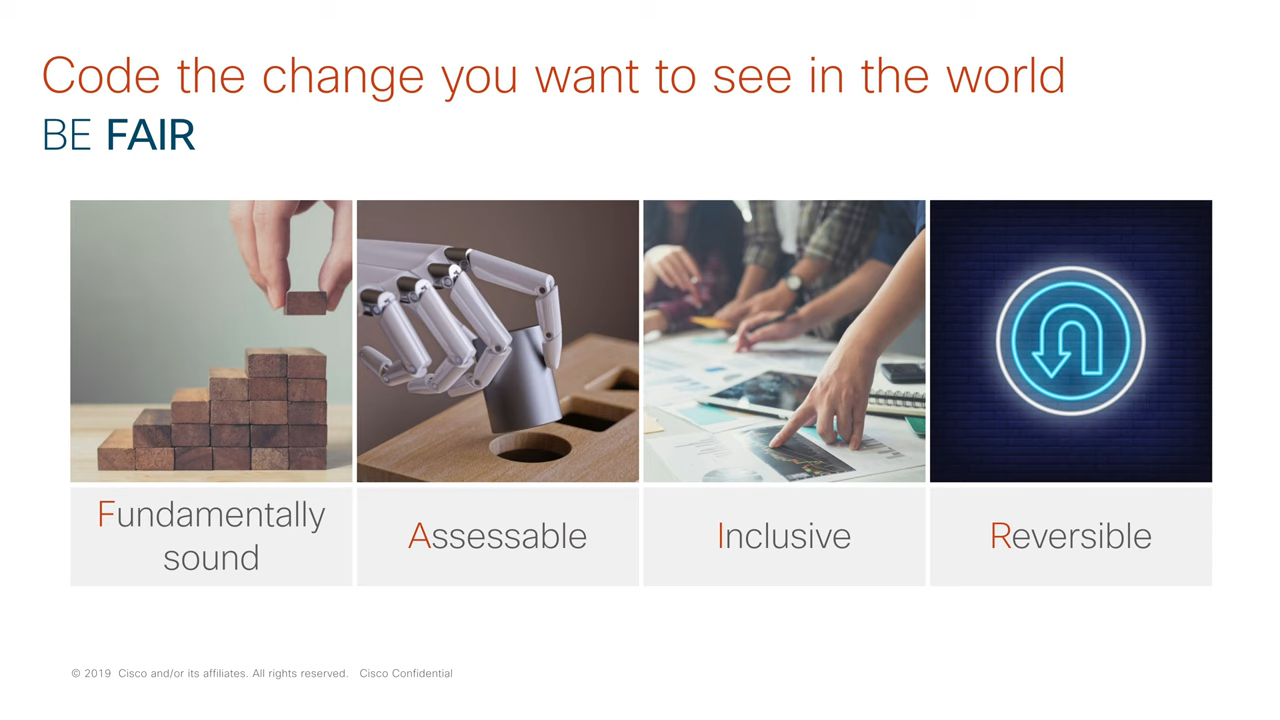 Code the change you want to see in the world
BE FAIR
Fundamentally
sound
Assessable
Inclusive
Reversible
© 2019 Cisco and/or its affiliates. All rights reserved. Cisco Confidential